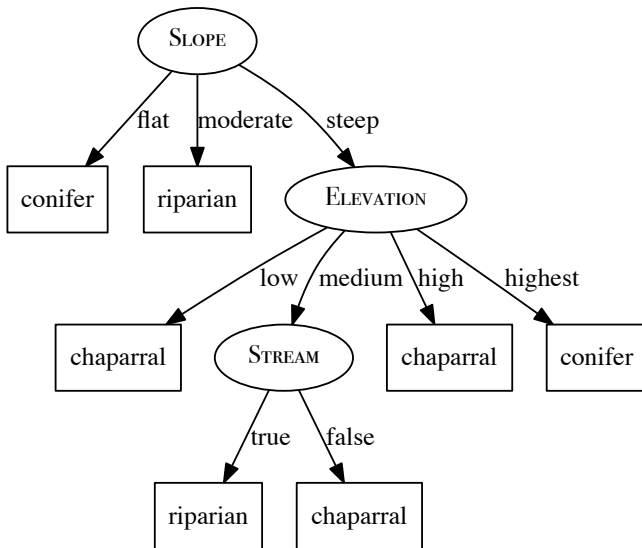 SLOPE
flat
moderate
steep
conifer
riparian
ELEVATION
low
medium
high
highest
chaparral
STREAM
chaparral
conifer
true
false
riparian
chaparral